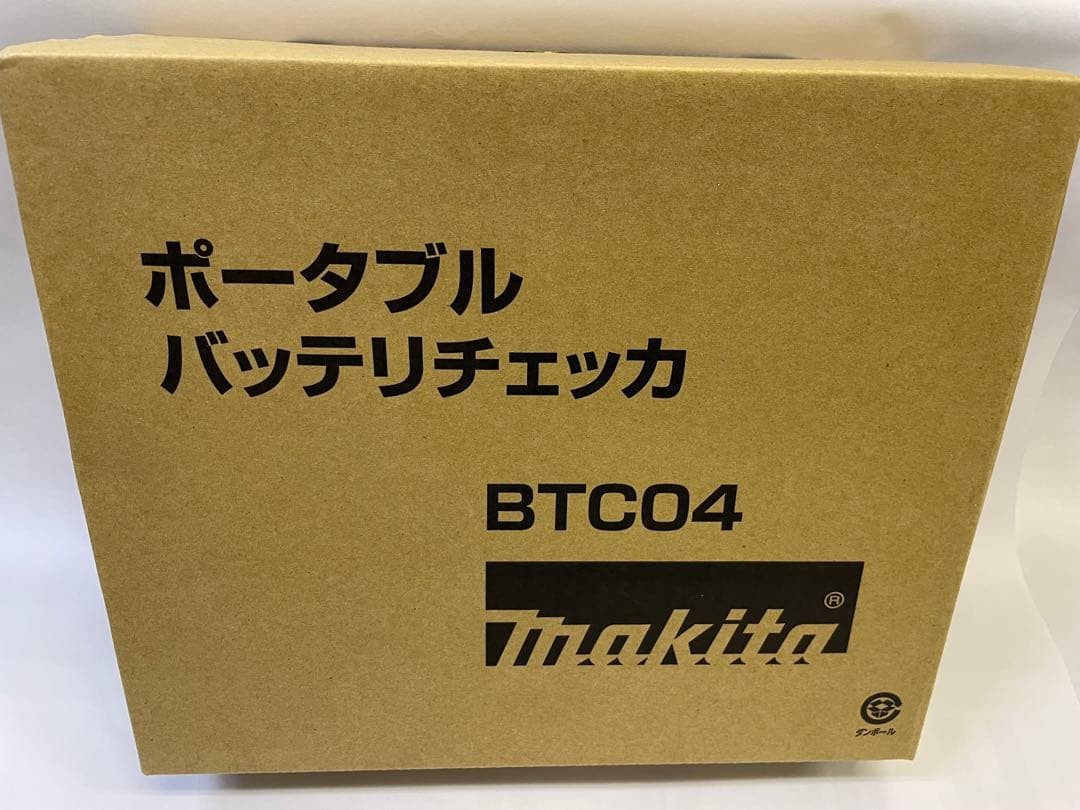 ポータブル
バッテリチェッカ
BTC04
makita®
ダンボール